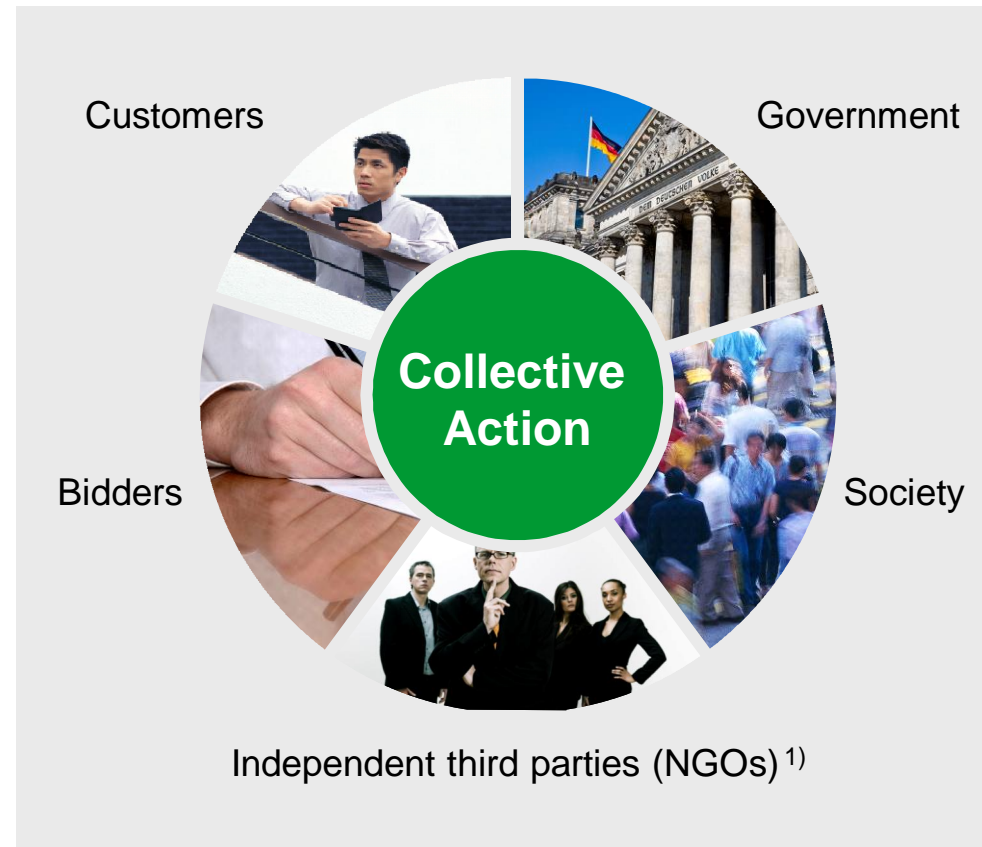 Customers
Government
DEM DEUTSCHEN VOLKE
Collective
Action
Bidders
Society
Independent third parties (NGOs) 1)